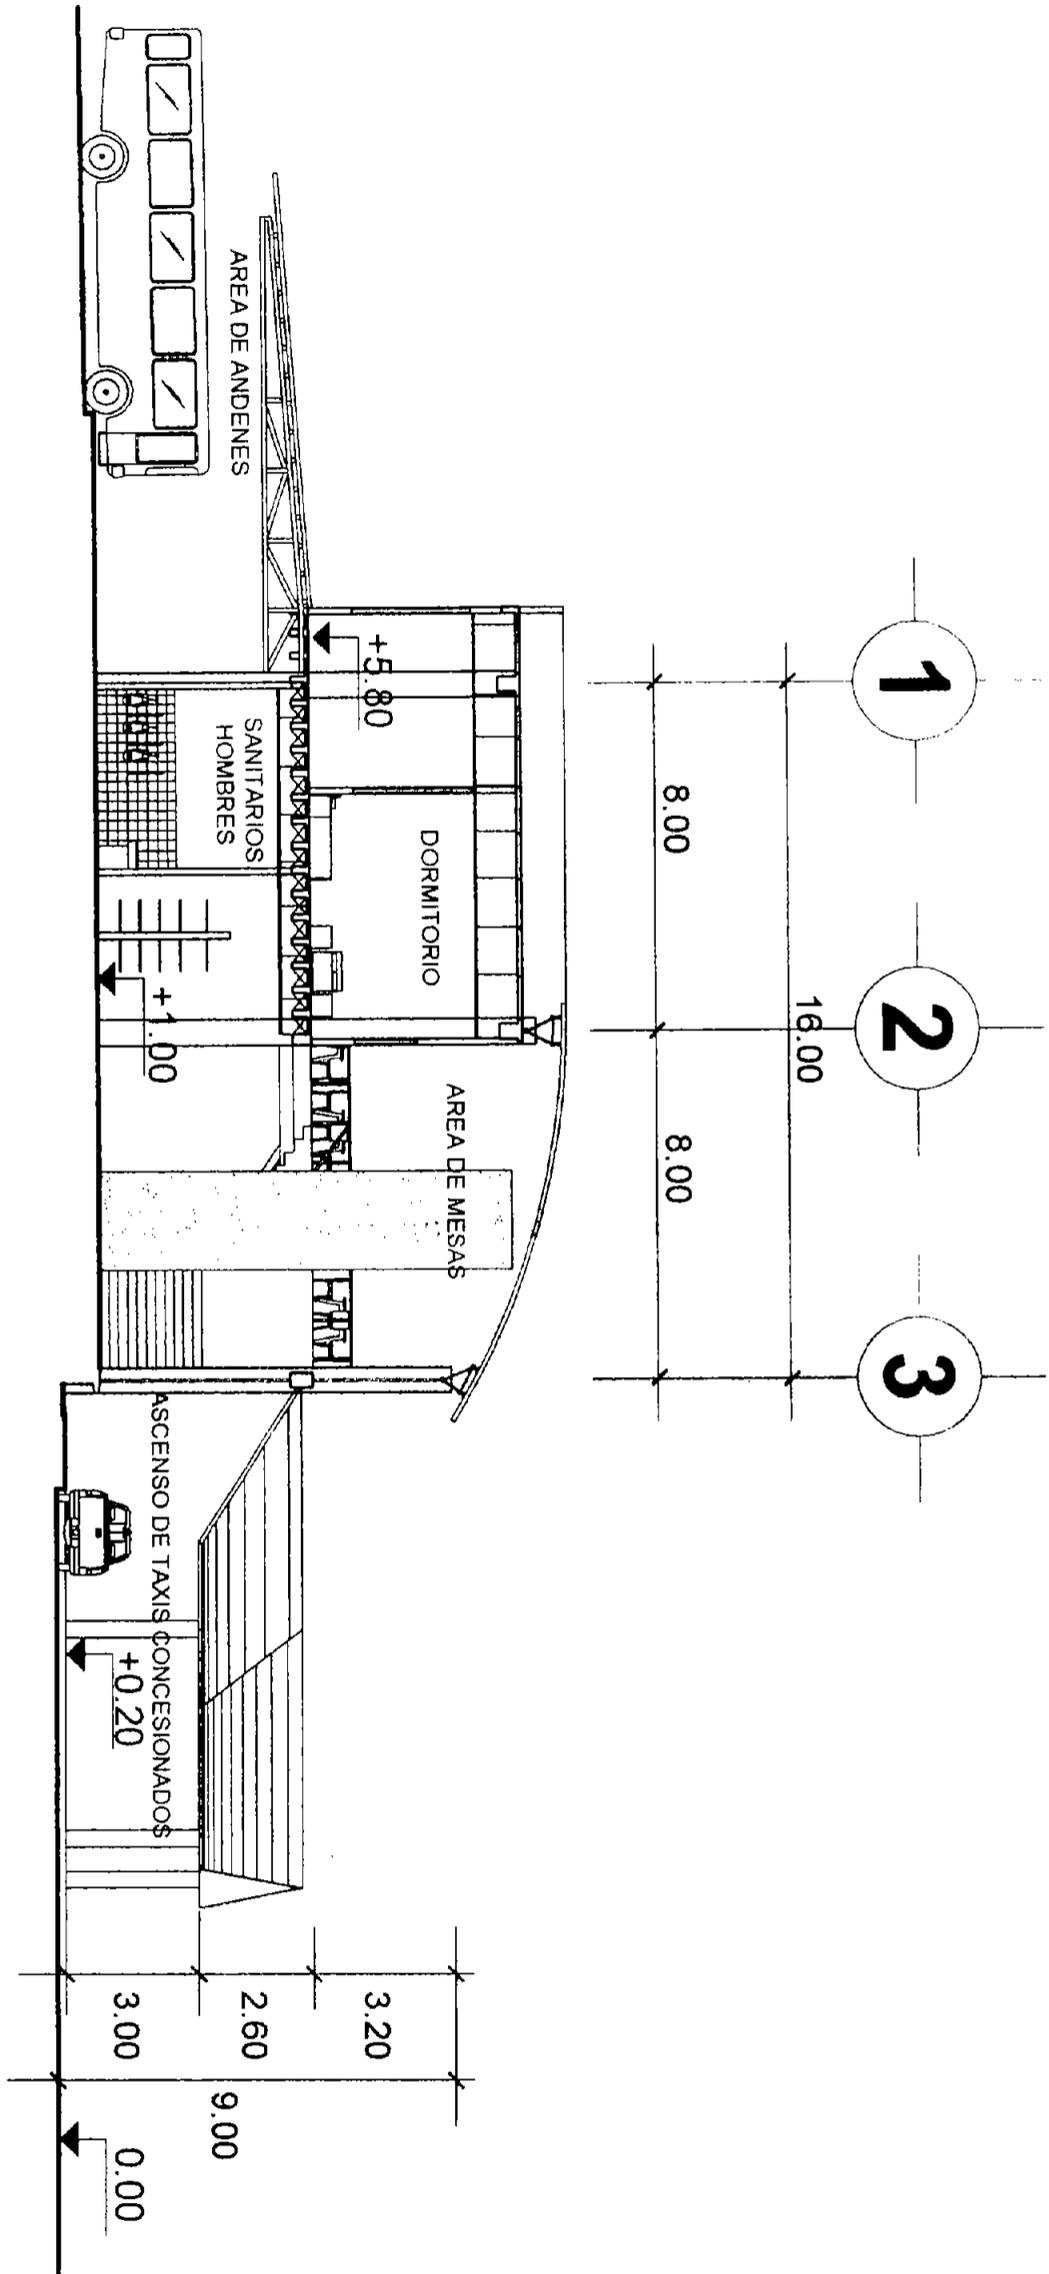 1
2
3
16.00
8.00
8.00
DORMITORIO
AREA DE MESAS
+5.80
AREA DE ANDENES
SANITARIOS
HOMBRES
+1.00
ASCENSO DE TAXIS CONCESIONADOS
+0.20
3.20
2.60
3.00
9.00
0.00